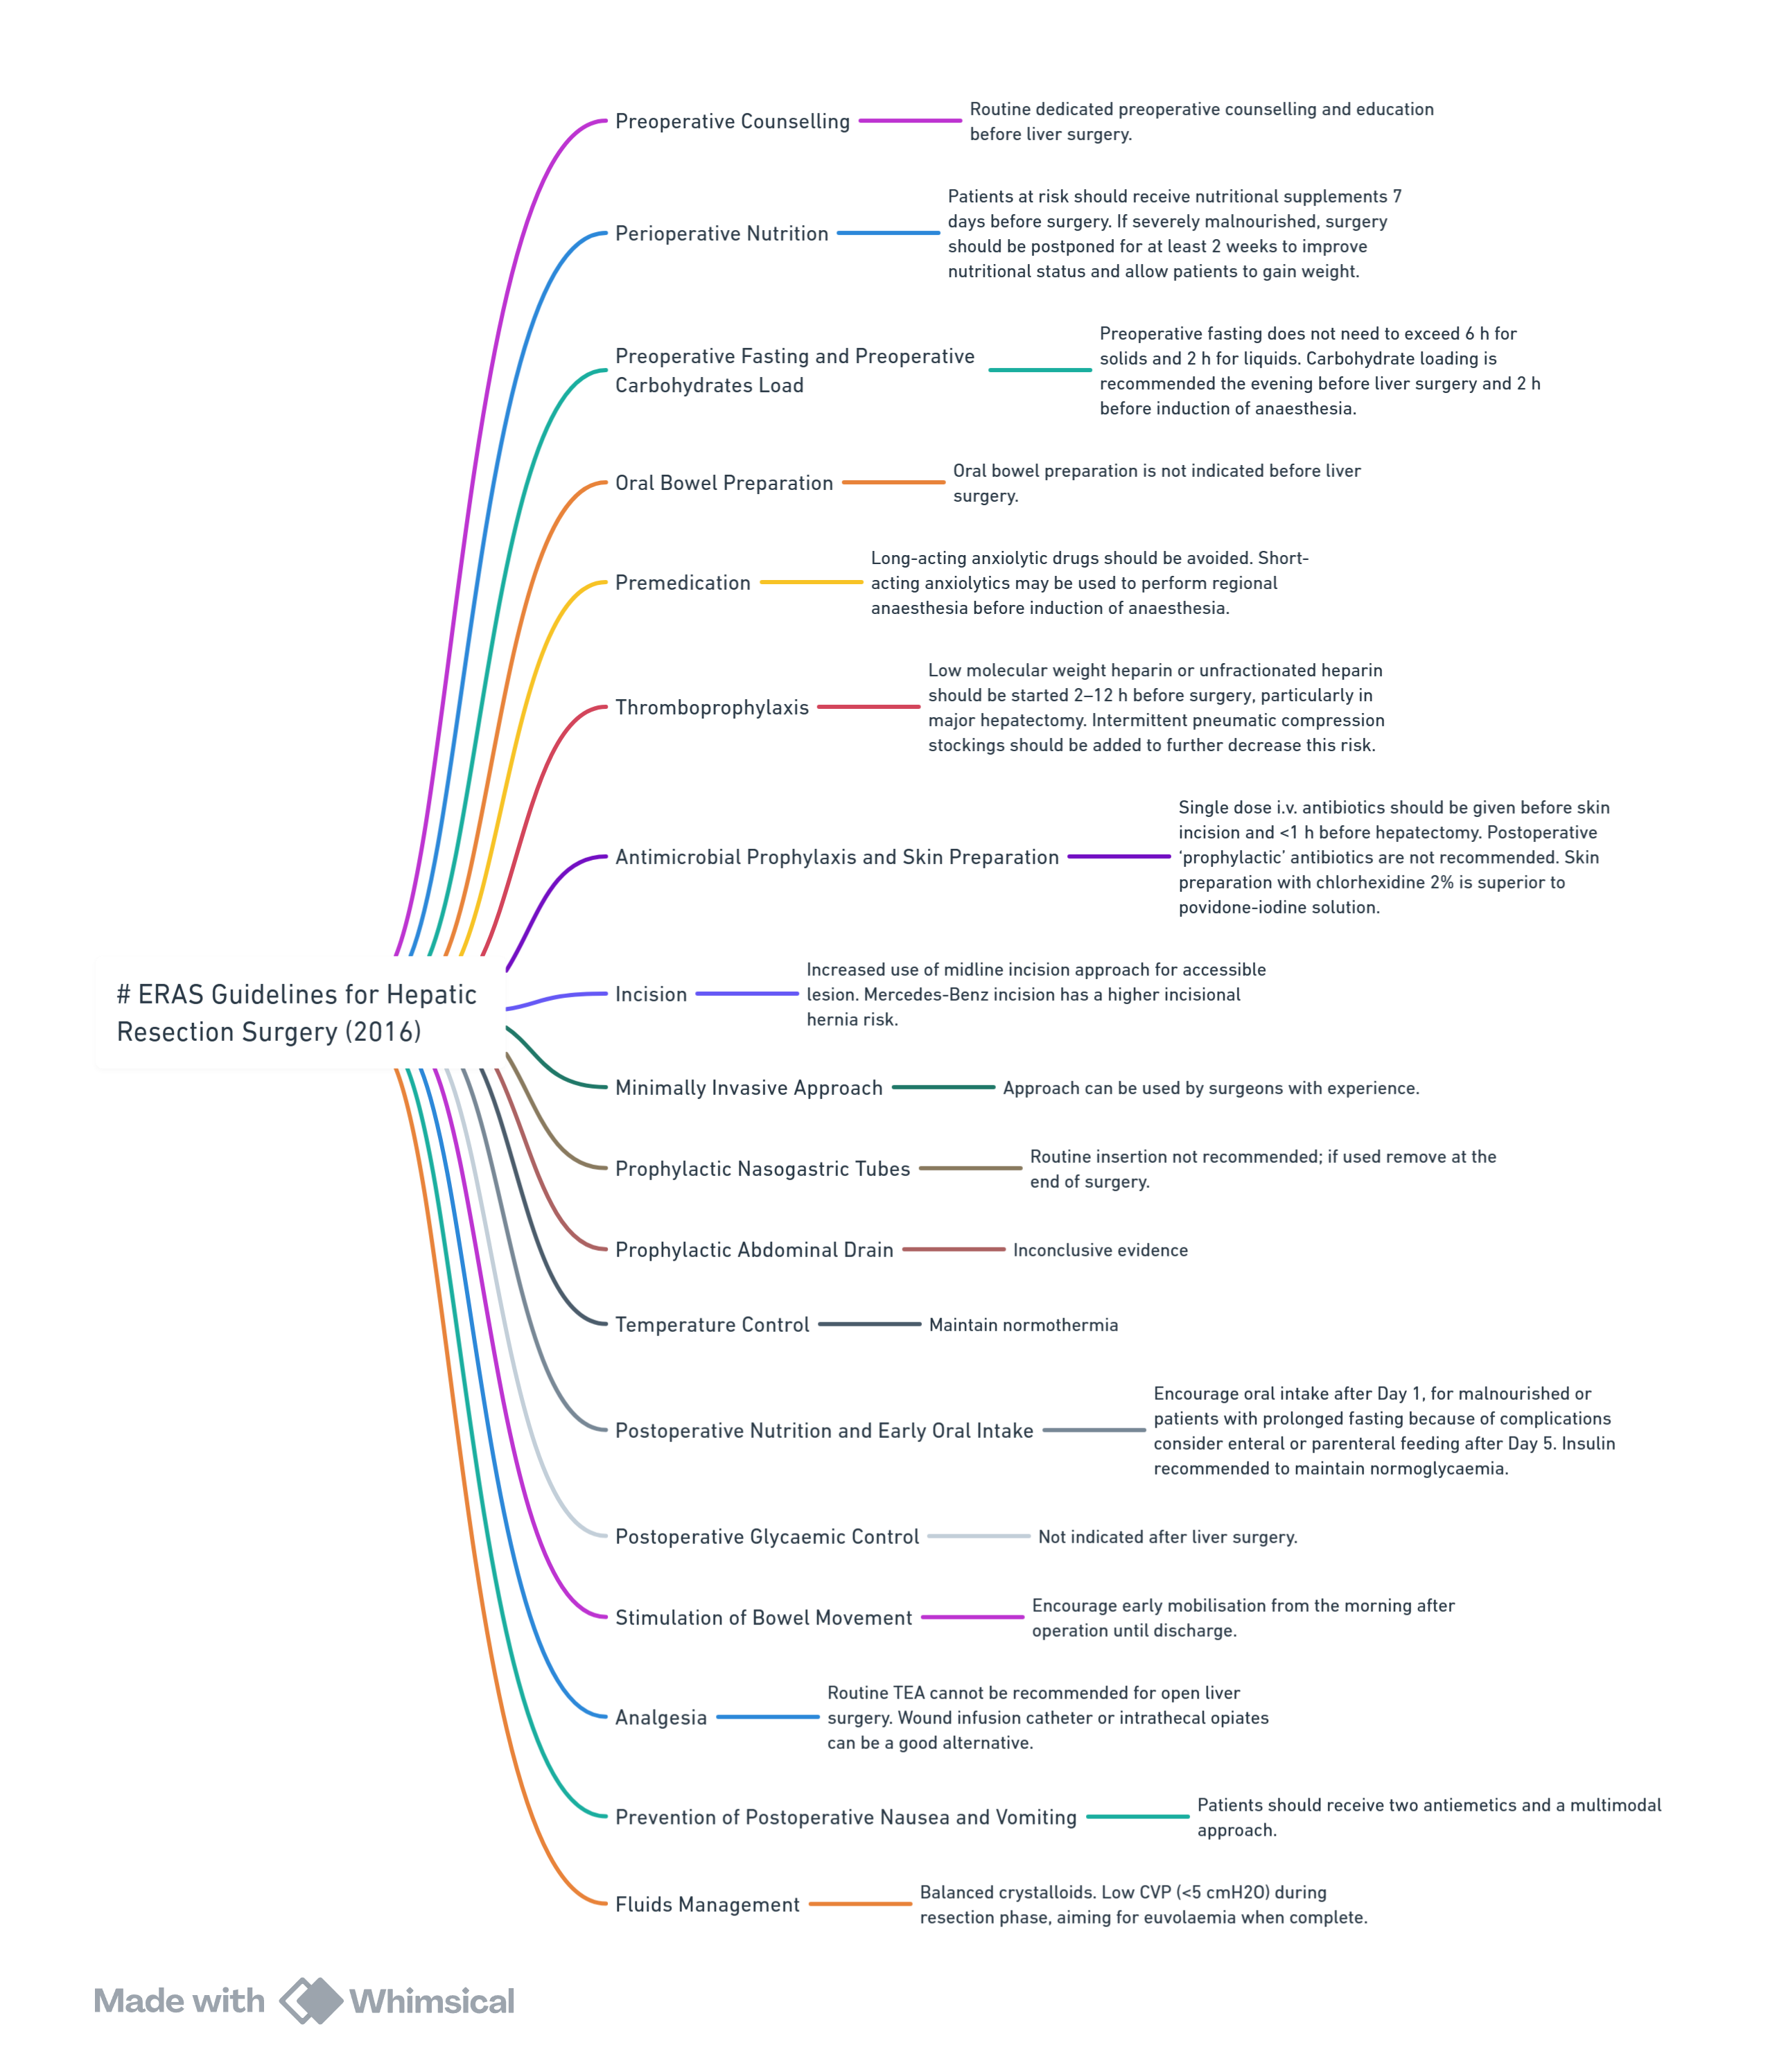 Preoperative Counselling
Routine dedicated preoperative counselling and education
before liver surgery.
Perioperative Nutrition
Patients at risk should receive nutritional supplements 7
days before surgery. If severely malnourished, surgery
should be postponed for at least 2 weeks to improve
nutritional status and allow patients to gain weight.
Preoperative Fasting and Preoperative
Carbohydrates Load
Preoperative fasting does not need to exceed 6 h for
solids and 2 h for liquids. Carbohydrate loading is
recommended the evening before liver surgery and 2 h
before induction of anaesthesia.
Oral Bowel Preparation
Oral bowel preparation is not indicated before liver
surgery.
Premedication
Long-acting anxiolytic drugs should be avoided. Short-
acting anxiolytics may be used to perform regional
anaesthesia before induction of anaesthesia.
Thromboprophylaxis
Low molecular weight heparin or unfractionated heparin
should be started 2–12 h before surgery, particularly in
major hepatectomy. Intermittent pneumatic compression
stockings should be added to further decrease this risk.
Antimicrobial Prophylaxis and Skin Preparation
Single dose i.v. antibiotics should be given before skin
incision and <1 h before hepatectomy. Postoperative
‘prophylactic’ antibiotics are not recommended. Skin
preparation with chlorhexidine 2% is superior to
povidone-iodine solution.
# ERAS Guidelines for Hepatic
Resection Surgery (2016)
Incision
Increased use of midline incision approach for accessible
lesion. Mercedes-Benz incision has a higher incisional
hernia risk.
Minimally Invasive Approach
Approach can be used by surgeons with experience.
Prophylactic Nasogastric Tubes
Routine insertion not recommended; if used remove at the
end of surgery.
Prophylactic Abdominal Drain
Inconclusive evidence
Temperature Control
Maintain normothermia
Postoperative Nutrition and Early Oral Intake
Encourage oral intake after Day 1, for malnourished or
patients with prolonged fasting because of complications
consider enteral or parenteral feeding after Day 5. Insulin
recommended to maintain normoglycaemia.
Postoperative Glycaemic Control
Not indicated after liver surgery.
Stimulation of Bowel Movement
Encourage early mobilisation from the morning after
operation until discharge.
Analgesia
Routine TEA cannot be recommended for open liver
surgery. Wound infusion catheter or intrathecal opiates
can be a good alternative.
Prevention of Postoperative Nausea and Vomiting
Patients should receive two antiemetics and a multimodal
approach.
Fluids Management
Balanced crystalloids. Low CVP (<5 cmH2O) during
resection phase, aiming for euvolaemia when complete.
Made with Whimsical